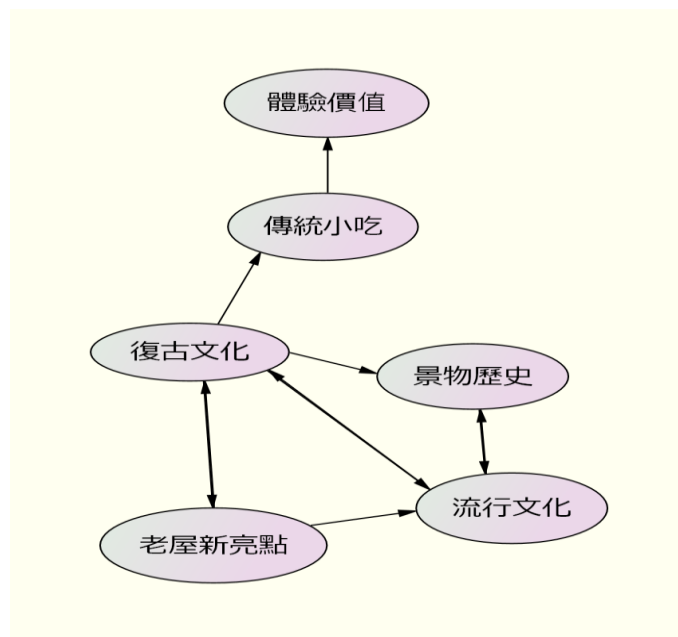 體驗價值
傳統小吃
復古文化
景物歷史
流行文化
老屋新亮點